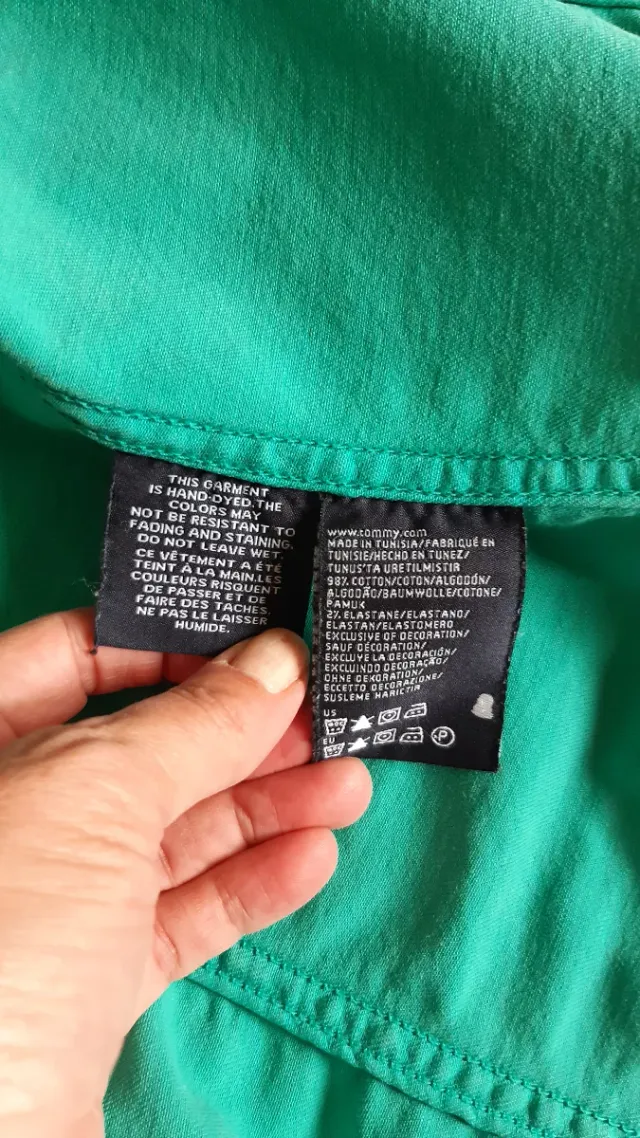 THIS GARMENT
IS HAND-DYED.THE
COLORS MAY
NOT BE RESISTANT TO
FADING AND STAINING.
DO NOT LEAVE WET.
CE VÊTEMENT A ÉTÉ
TEINT À LA MAIN.LES
COULEURS RISQUENT
DE PASSER ET DE
FAIRE DES TACHES.
NE PAS LE LAISSER
HUMIDE.
www.tommy.com
MADE IN TUNISIA/FABRIQUÉ EN
TUNISIE/HECHO EN TUNEZ/
TUNUS'TA URETILMISTIR
98% COTTON/COTON/ALGODÓN/
ALGODÃO/BAUMWOLLE/COTONE/
PAMUK
2% ELASTANE/ELASTANO/
ELASTAN/ELASTOMERO
EXCLUSIVE OF DECORATION/
SAUF DÉCORATION/
EXCLUYE LA DECORACIÓN/
EXCLUINDO DECORAÇÃO/
OHNE DEKORATION/
ECCETTO DECORAZIONE/
SUSLEME HARICTIR
US
EU
P